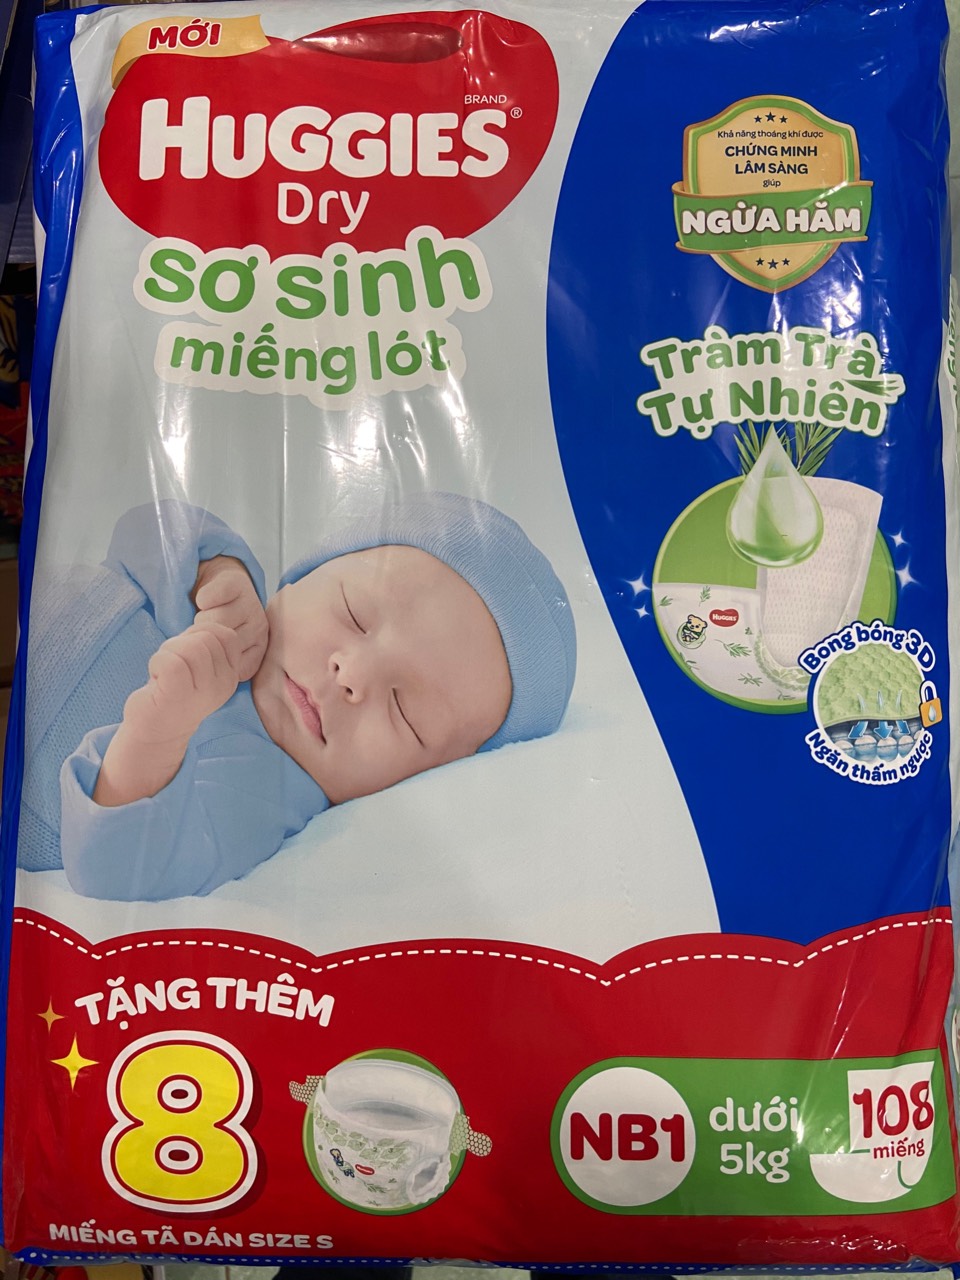 MỚI
BRAND
HUGGIES®
Dry
sơ sinh
miếng lót
Khả năng thoáng khí được
CHỨNG MINH
LÂM SÀNG
giúp
NGỪA HĂM
Tràm Trà
Tự Nhiên
HUGGIES
Bong bóng 3D
Ngăn thấm ngược
TẶNG THÊM
8
MIẾNG TÃ DÁN SIZE S
NB1
dưới
5kg
108
miếng